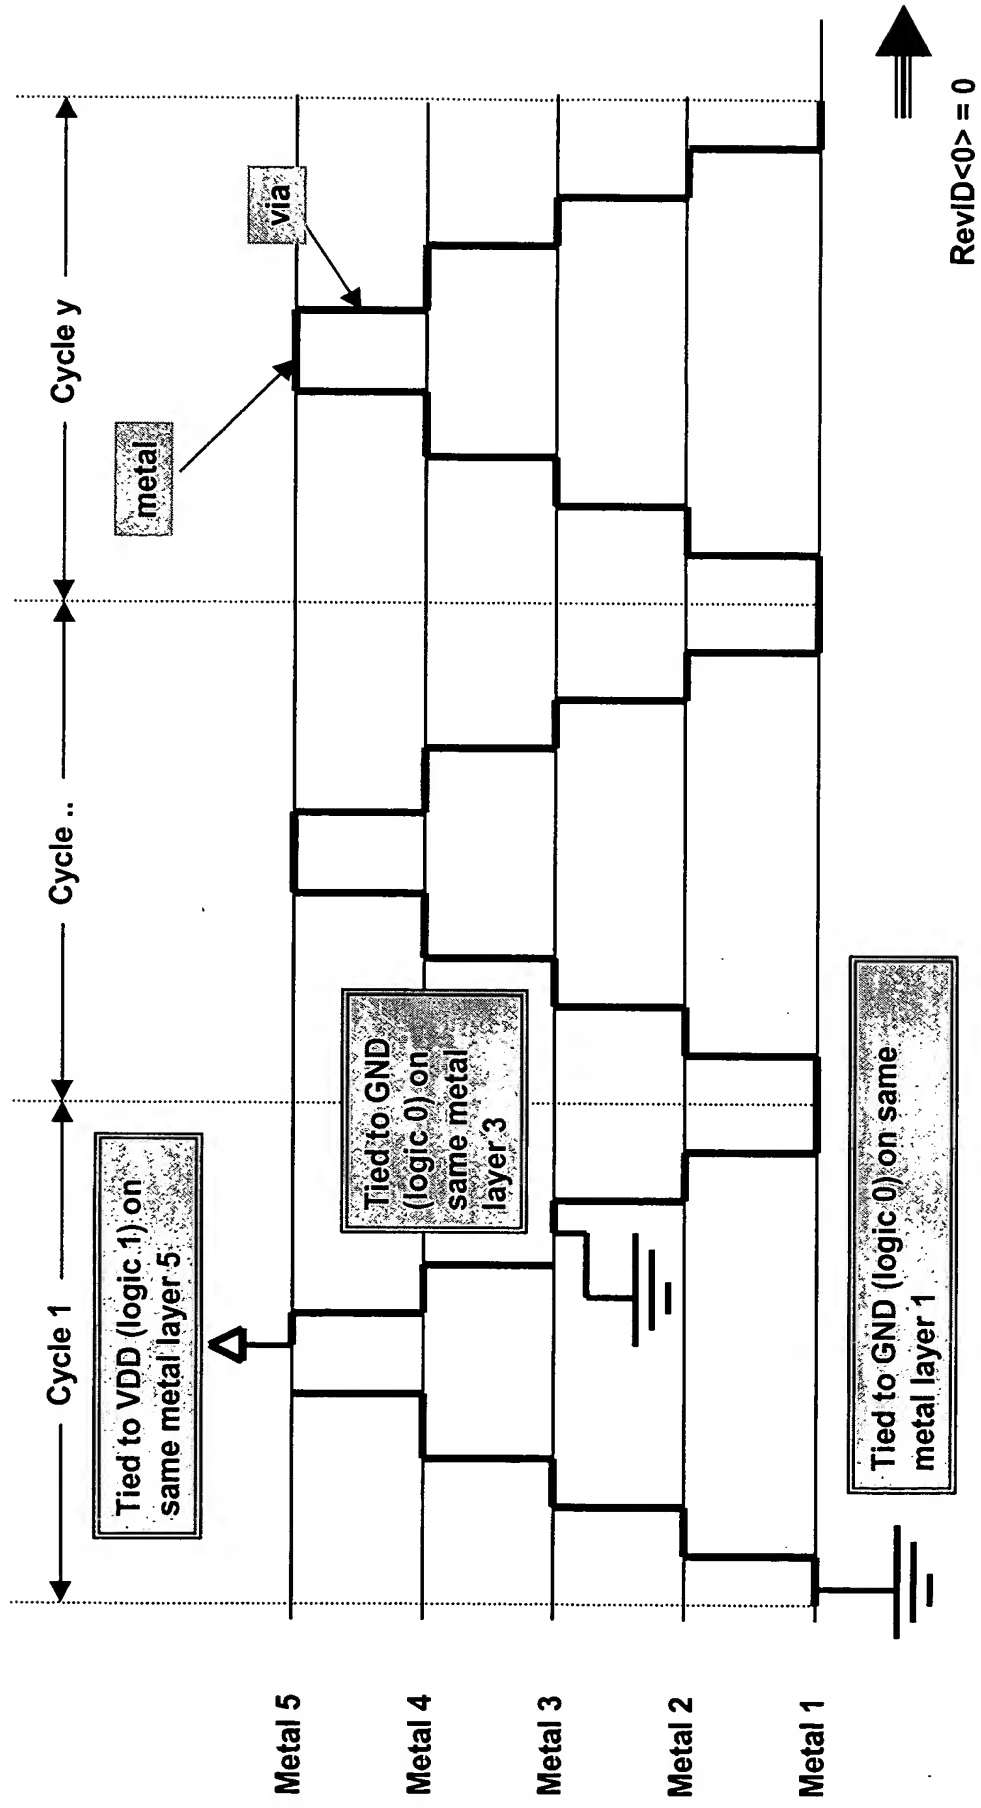 Cycle 1
Cycle ..
Cycle y
Tied to VDD (logic 1) on
same metal layer 5
metal
via
Tied to GND
(logic 0) on
same metal
layer 3
Metal 5
Metal 4
Metal 3
Metal 2
Metal 1
Tied to GND (logic 0) on same
metal layer 1
RevID<0> = 0